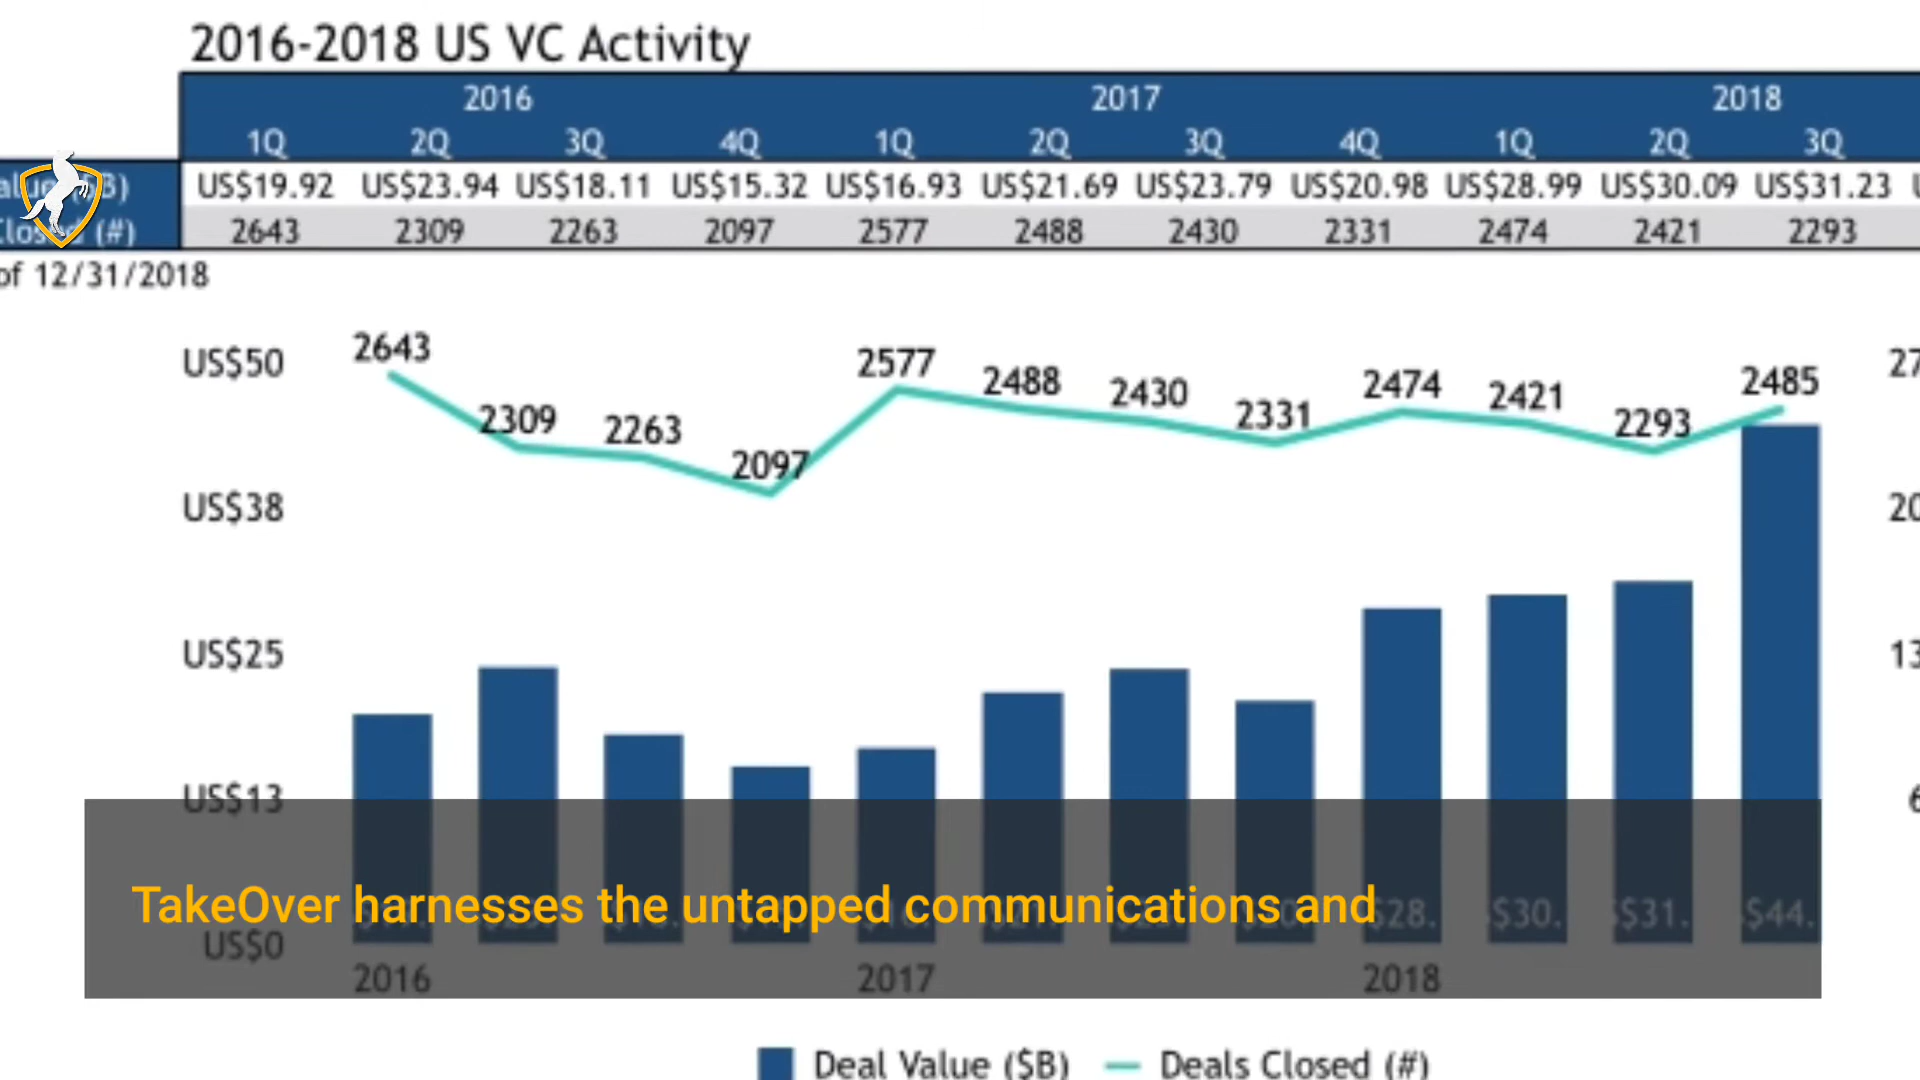 2016-2018 US VC Activity
2016 2017 2018
1Q 2Q 3Q 4Q 1Q 2Q 3Q 4Q 1Q 2Q 3Q
US$19.92 US$23.94 US$18.11 US$15.32 US$16.93 US$21.69 US$23.79 US$20.98 US$28.99 US$30.09 US$31.23
(#) 2643 2309 2263 2097 2577 2488 2430 2331 2474 2421 2293
of 12/31/2018
US$50 2643 2309 2263 2097 2577 2488 2430 2331 2474 2421 2293 2485
US$38
US$25
US$13
TakeOver harnesses the untapped communications and
$28. $30. $31. $44.
US$0
2016 2017 2018
Deal Value ($B) Deals Closed (#)